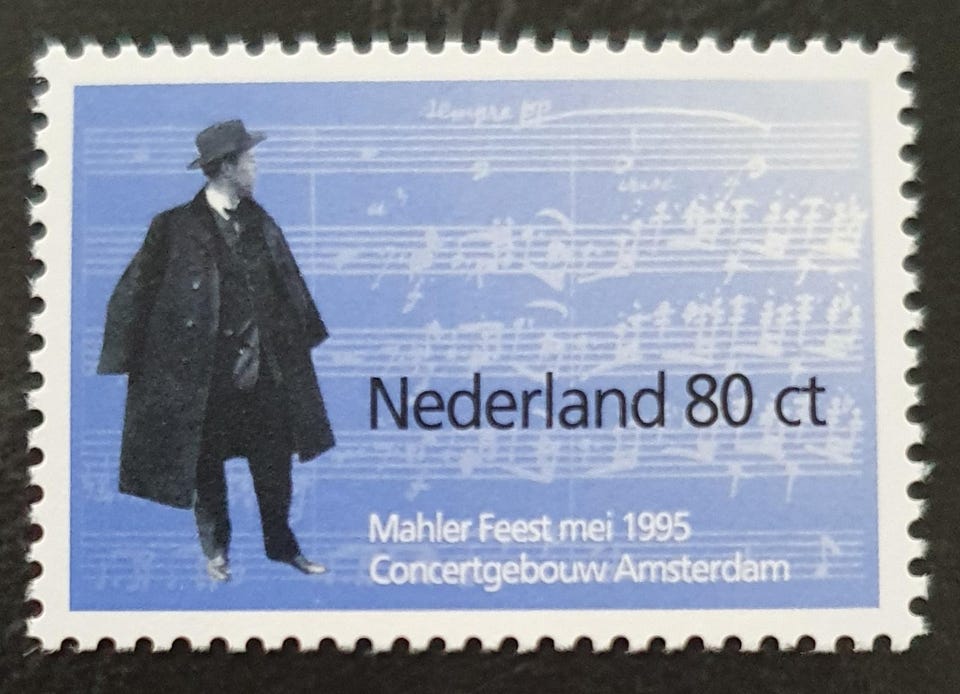 sempre pp
Nederland 80 ct
Mahler Feest mei 1995
Concertgebouw Amsterdam